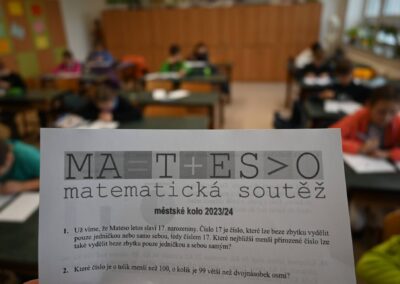 MA=T+ES>O
matematická soutěž
městské kolo 2023/24
1. Už víme, že Mateso letos slaví 17. narozeniny. Číslo 17 je číslo, které lze beze zbytku vydělit
pouze jedničkou nebo samo sebou, tedy číslem 17. Které nejbližší menší přirozené číslo lze
také vydělit beze zbytku pouze jedničkou a sebou samým?
2. Které číslo je o tolik menší než 100, o kolik je 99 větší než dvojnásobek osmi?